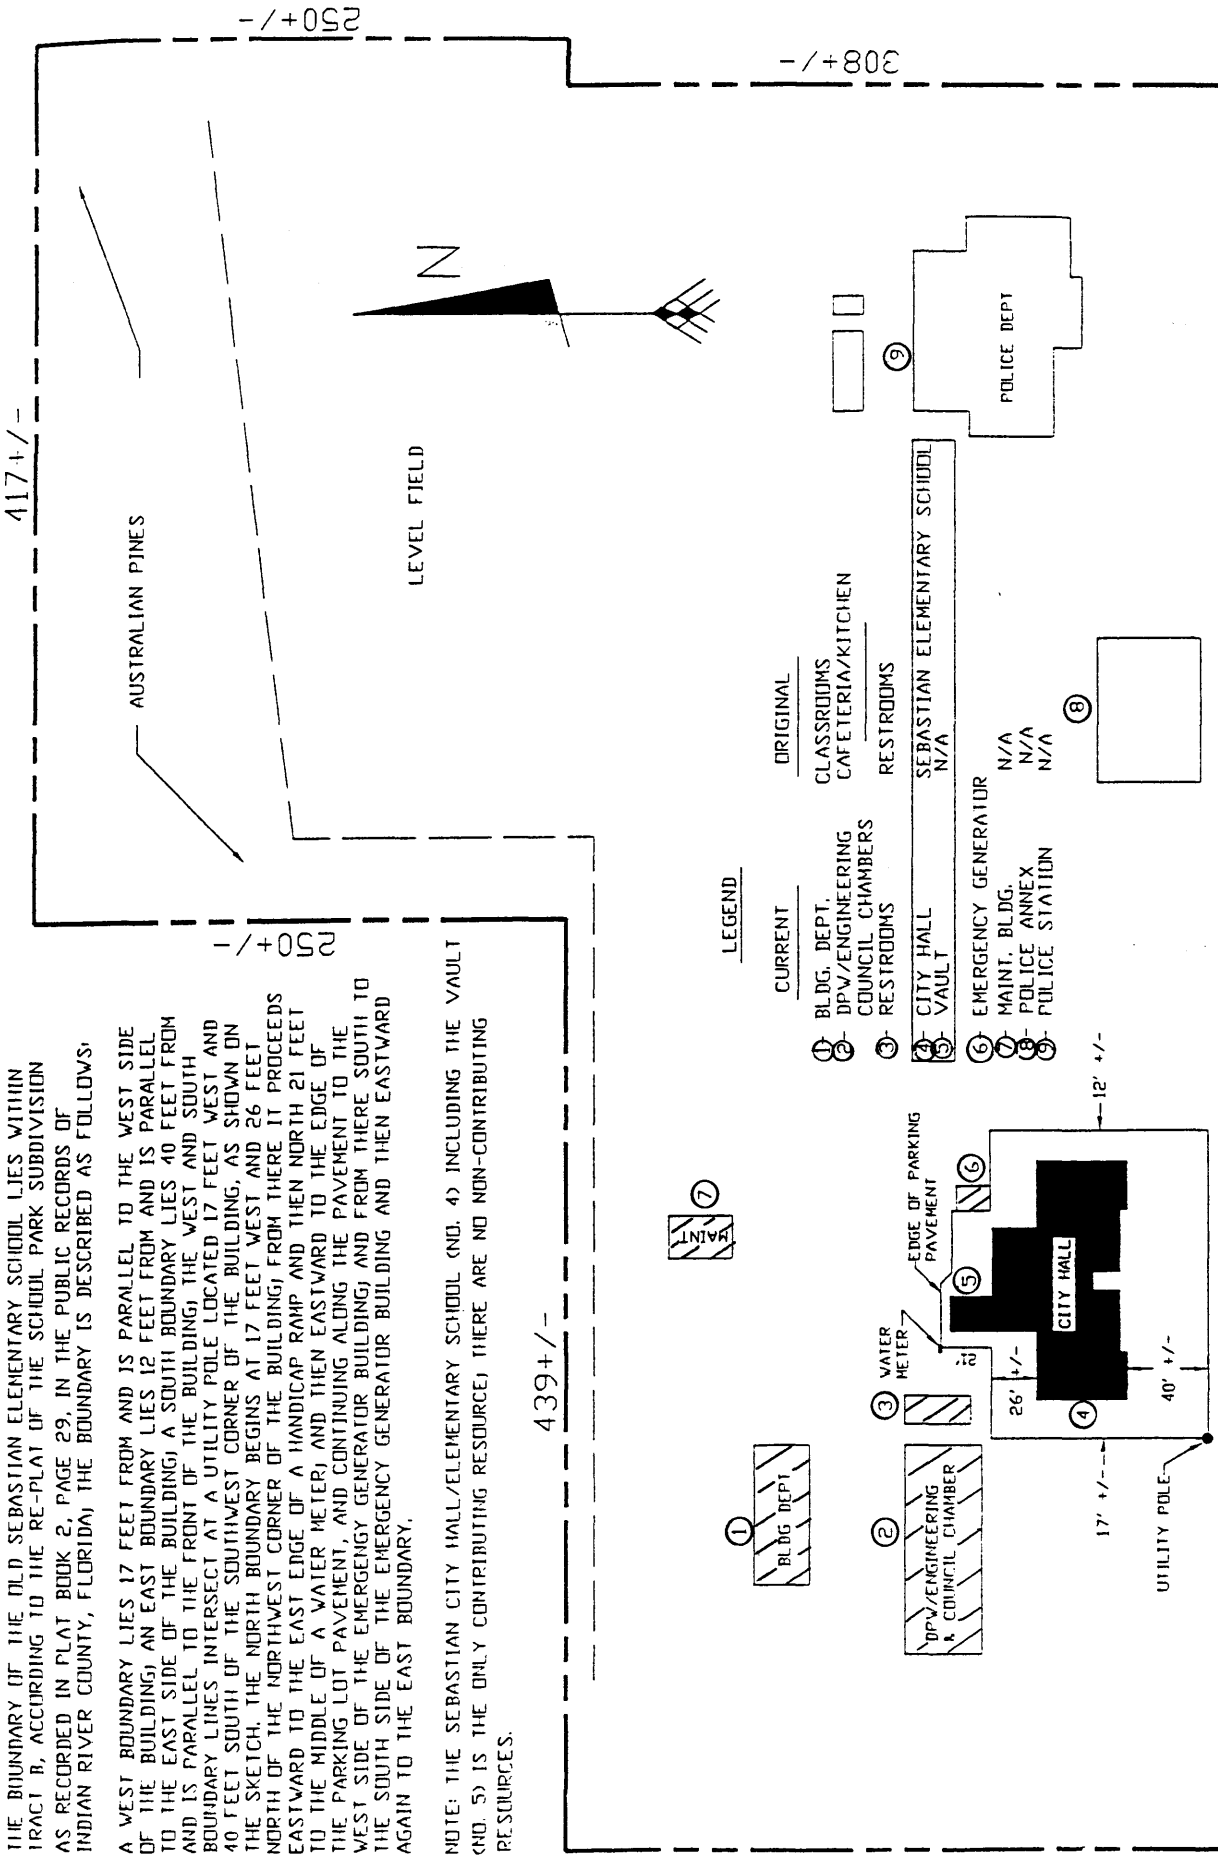 THE BOUNDARY OF THE OLD SEBASTIAN ELEMENTARY SCHOOL LIES WITHIN
TRACT B, ACCORDING TO THE RE-PLAT OF THE SCHOOL PARK SUBDIVISION
AS RECORDED IN PLAT BOOK 2, PAGE 29, IN THE PUBLIC RECORDS OF
INDIAN RIVER COUNTY, FLORIDA; THE BOUNDARY IS DESCRIBED AS FOLLOWS:
A WEST BOUNDARY LIES 17 FEET FROM AND IS PARALLEL TO THE WEST SIDE
OF THE BUILDING; AN EAST BOUNDARY LIES 12 FEET FROM AND IS PARALLEL
TO THE EAST SIDE OF THE BUILDING; A SOUTH BOUNDARY LIES 40 FEET FROM
AND IS PARALLEL TO THE FRONT OF THE BUILDING; THE WEST AND SOUTH
BOUNDARY LINES INTERSECT AT A UTILITY POLE LOCATED 17 FEET WEST AND
40 FEET SOUTH OF THE SOUTHWEST CORNER OF THE BUILDING, AS SHOWN ON
THE SKETCH. THE NORTH BOUNDARY BEGINS AT 17 FEET WEST AND 26 FEET
NORTH OF THE NORTHWEST CORNER OF THE BUILDING; FROM THERE IT PROCEEDS
EASTWARD TO THE EAST EDGE OF A HANDICAP RAMP AND THEN NORTH 21 FEET
TO THE MIDDLE OF A WATER METER; AND THEN EASTWARD TO THE EDGE OF
THE PARKING LOT PAVEMENT, AND CONTINUING ALONG THE PAVEMENT TO THE
WEST SIDE OF THE EMERGENCY GENERATOR BUILDING; AND FROM THERE SOUTH TO
THE SOUTH SIDE OF THE EMERGENCY GENERATOR BUILDING AND THEN EASTWARD
AGAIN TO THE EAST BOUNDARY.
NOTE: THE SEBASTIAN CITY HALL/ELEMENTARY SCHOOL (NO. 4) INCLUDING THE VAULT
(NO. 5) IS THE ONLY CONTRIBUTING RESOURCE; THERE ARE NO NON-CONTRIBUTING
RESOURCES.
417+/-
250+/-
250+/-
308+/-
439+/-
AUSTRALIAN PINES
LEVEL FIELD
N
LEGEND
CURRENT ORIGINAL
1- BLDG. DEPT. CLASSROOMS
2- DPW/ENGINEERING CAFETERIA/KITCHEN
COUNCIL CHAMBERS
3- RESTROOMS RESTROOMS
4- CITY HALL SEBASTIAN ELEMENTARY SCHOOL
5- VAULT N/A
6- EMERGENCY GENERATOR
7- MAINT. BLDG. N/A
8- POLICE ANNEX N/A
9- POLICE STATION N/A
7
MAINT
1
BLDG DEPT
2
DPW/ENGINEERING
& COUNCIL CHAMBER
3
WATER
METER
EDGE OF PARKING
PAVEMENT
5
6
21'
26' +/-
CITY HALL
4
12' +/-
17' +/-
40' +/-
UTILITY POLE
8
9
POLICE DEPT